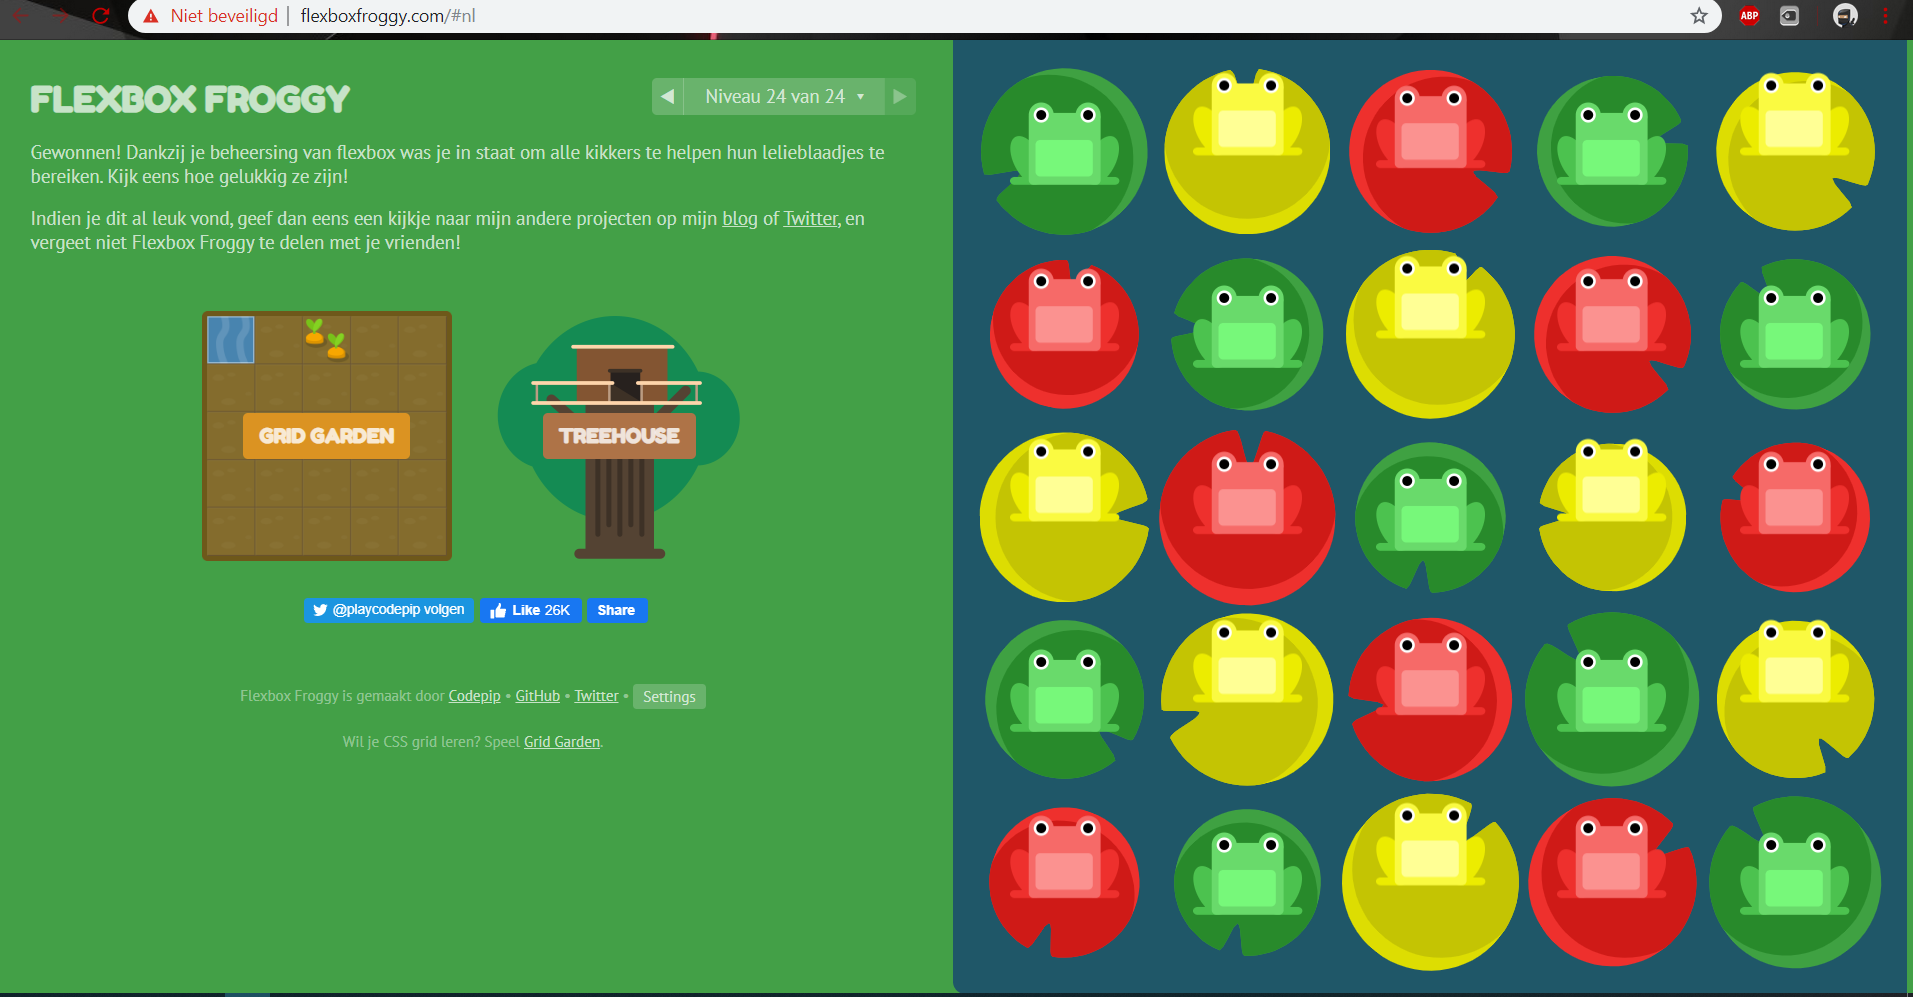 Niet beveiligd | flexboxfroggy.com/#nl
ABP
FLEXBOX FROGGY
Niveau 24 van 24
Gewonnen! Dankzij je beheersing van flexbox was je in staat om alle kikkers te helpen hun lelieblaadjes te
bereiken. Kijk eens hoe gelukkig ze zijn!
Indien je dit al leuk vond, geef dan eens een kijkje naar mijn andere projecten op mijn blog of Twitter, en
vergeet niet Flexbox Froggy te delen met je vrienden!
GRID GARDEN
TREEHOUSE
@playcodepip volgen
Like 26K
Share
Flexbox Froggy is gemaakt door Codepip • GitHub • Twitter • Settings
Wil je CSS grid leren? Speel Grid Garden.